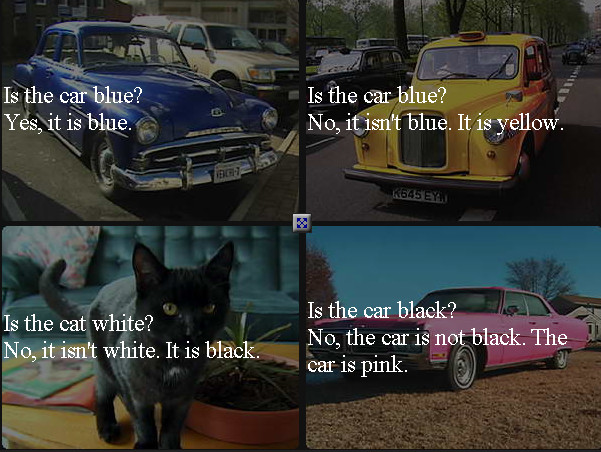 Is the car blue?
Yes, it is blue.
Is the car blue?
No, it isn't blue. It is yellow.
K645 EYM
Is the cat white?
No, it isn't white. It is black.
Is the car black?
No, the car is not black. The
car is pink.